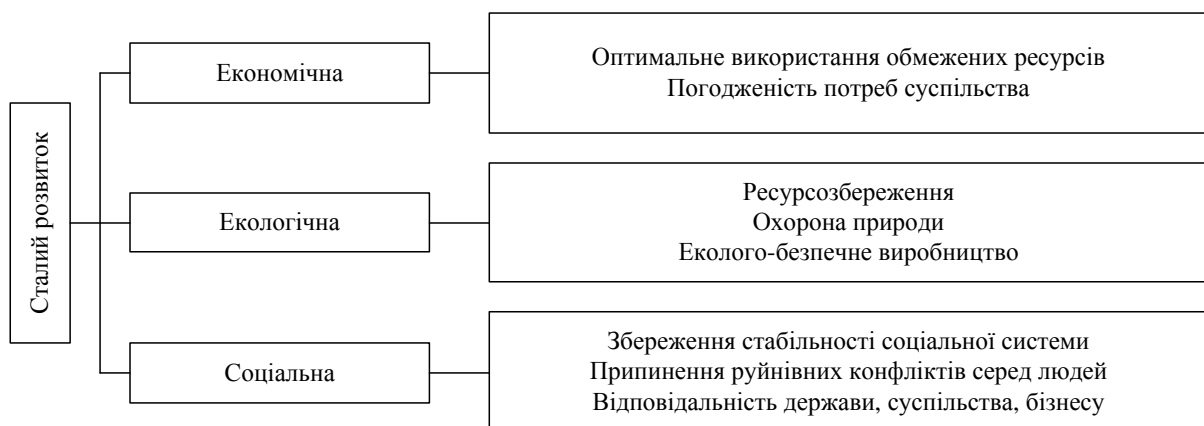 Сталий розвиток
Економічна
Оптимальне використання обмежених ресурсів
Погодженість потреб суспільства
Екологічна
Ресурсозбереження
Охорона природи
Еколого-безпечне виробництво
Соціальна
Збереження стабільності соціальної системи
Припинення руйнівних конфліктів серед людей
Відповідальність держави, суспільства, бізнесу